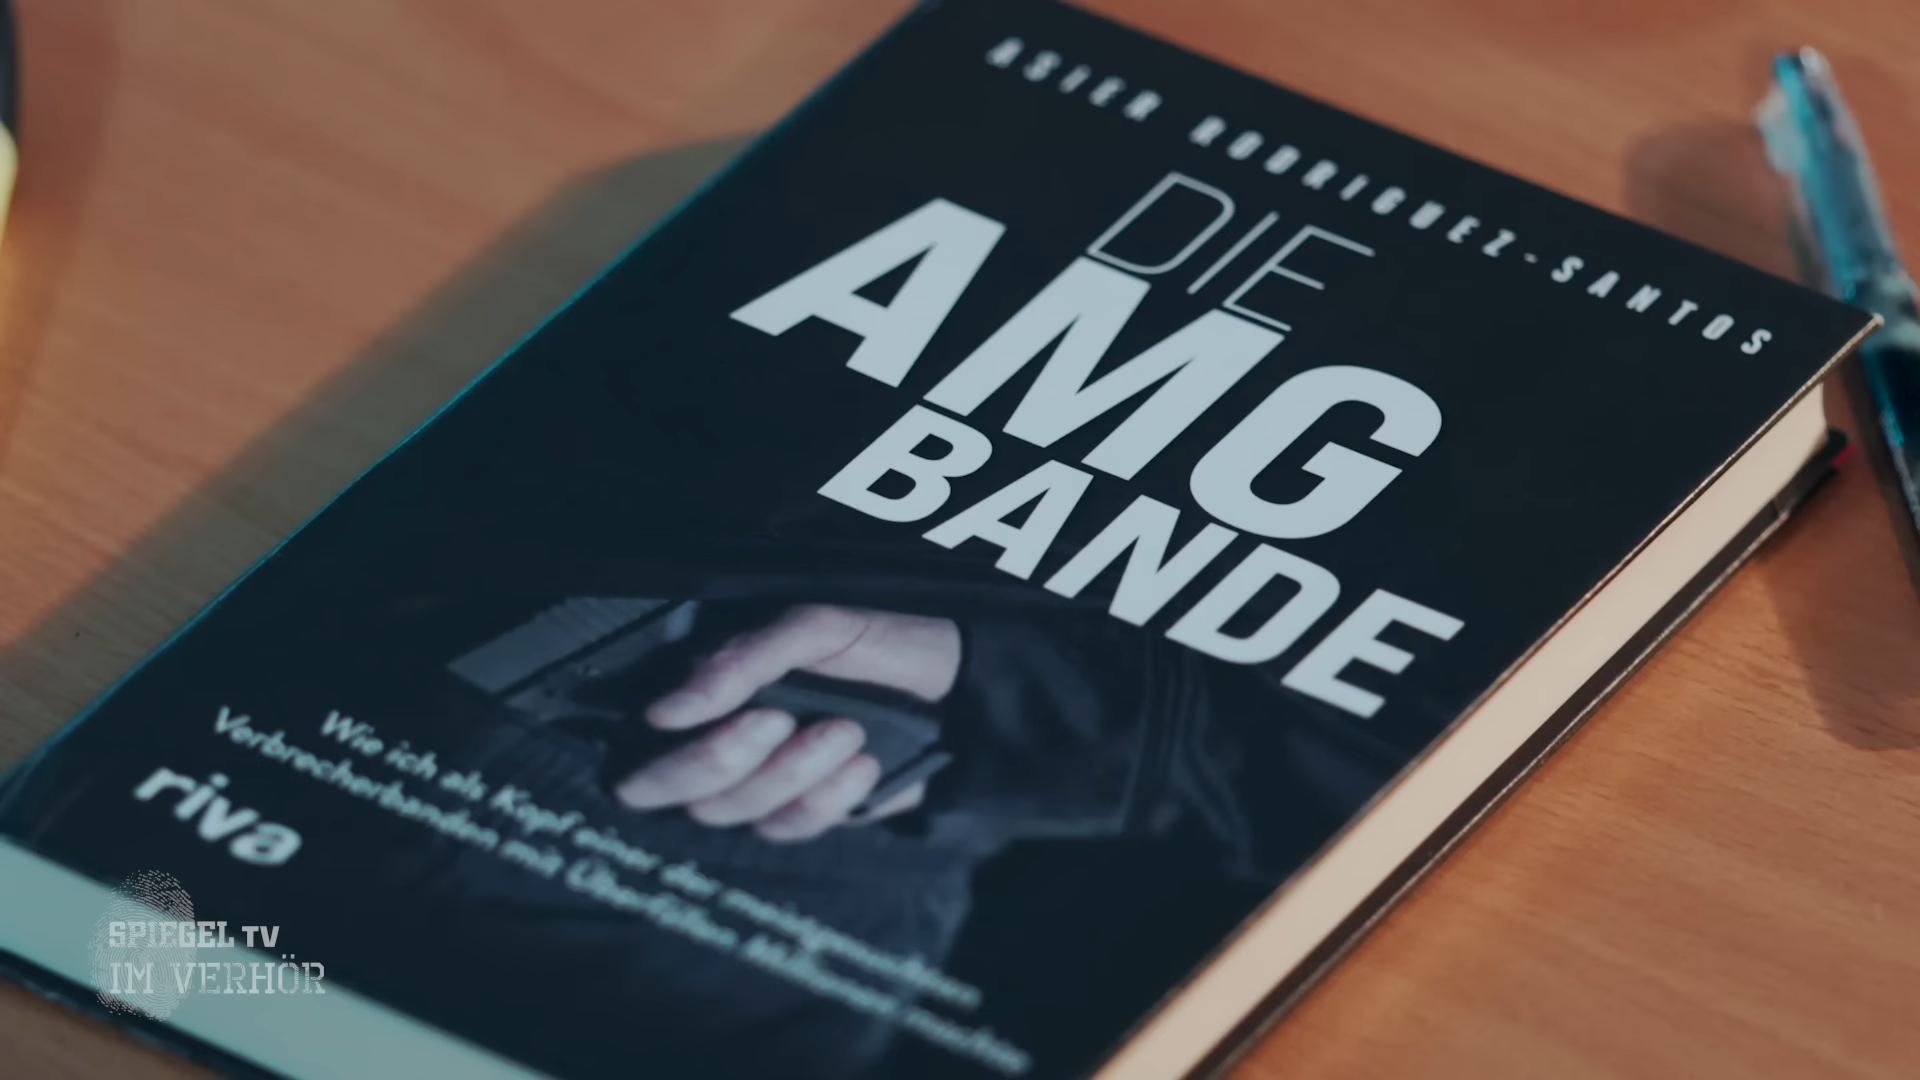 ASIER RODRIGUEZ-SANTOS
DIE
AMG
BANDE
Wie ich als Kopf einer der meistgesuchten
Verbrecherbanden mit Überfällen Millionen machte
riva
SPIEGEL TV
IM VERHÖR